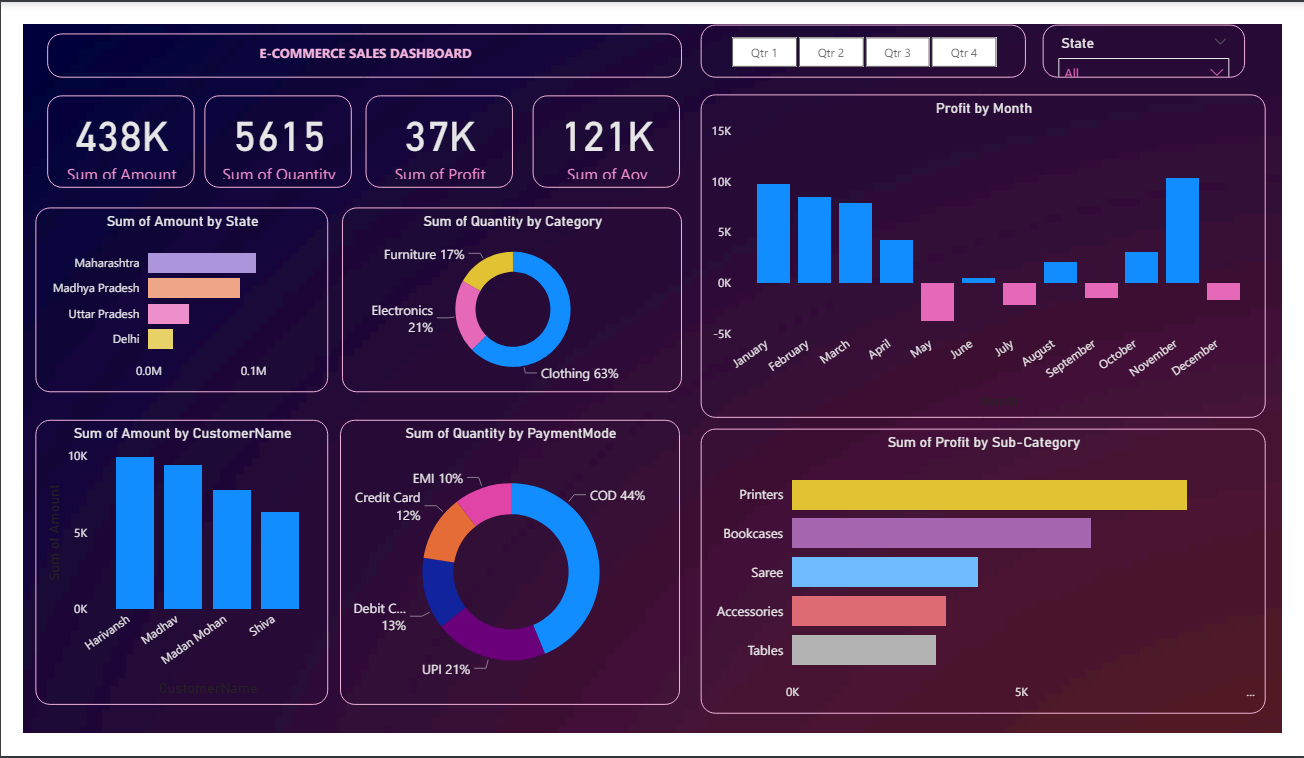 E-COMMERCE SALES DASHBOARD
Qtr 1 Qtr 2 Qtr 3 Qtr 4
State
All
438K
Sum of Amount
5615
Sum of Quantity
37K
Sum of Profit
121K
Sum of Aov
Profit by Month
15K
10K
5K
0K
-5K
January February March April May June July August September October November December
Month
Sum of Amount by State
Maharashtra
Madhya Pradesh
Uttar Pradesh
Delhi
0.0M 0.1M
Sum of Quantity by Category
Furniture 17%
Electronics
21%
Clothing 63%
Sum of Amount by CustomerName
Sum of Amount
10K
5K
0K
Harivansh Madhav Madan Mohan Shiva
CustomerName
Sum of Quantity by PaymentMode
EMI 10%
COD 44%
Credit Card
12%
Debit C...
13%
UPI 21%
Sum of Profit by Sub-Category
Printers
Bookcases
Saree
Accessories
Tables
0K 5K ...